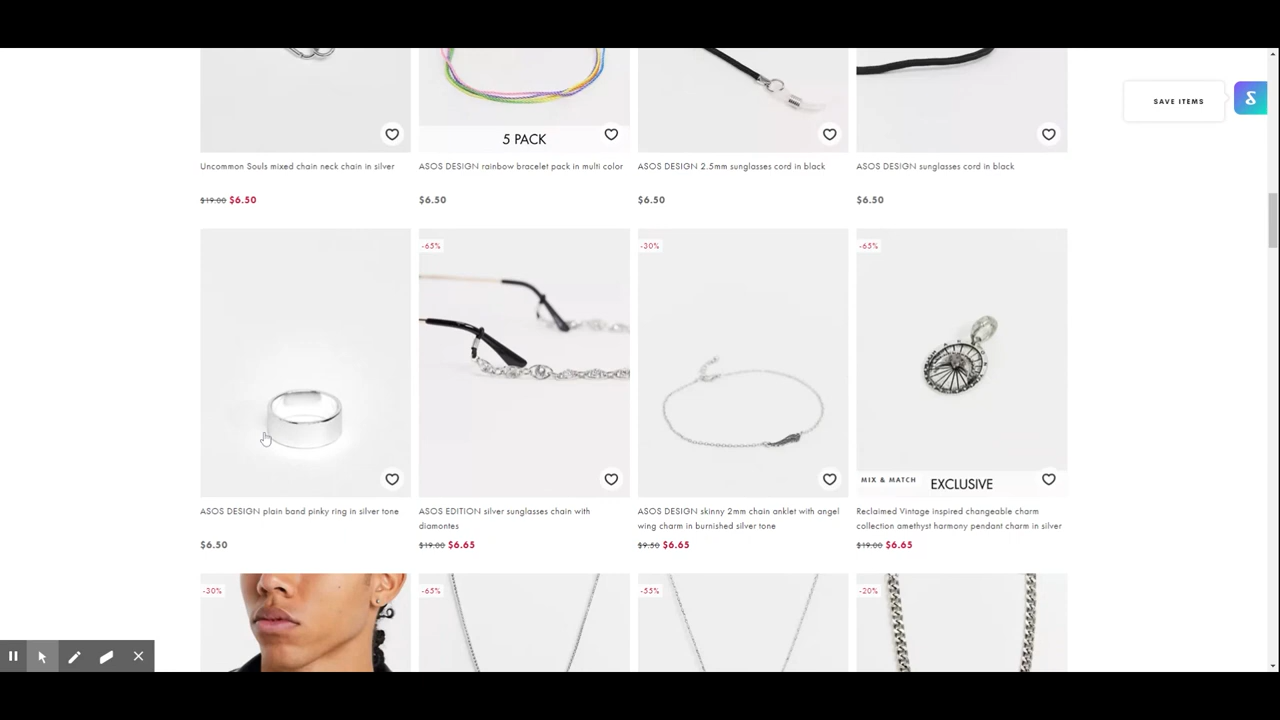 SAVE ITEMS
5 PACK
Uncommon Souls mixed chain neck chain in silver
$19.00 $6.50
ASOS DESIGN rainbow bracelet pack in multi color
$6.50
ASOS DESIGN 2.5mm sunglasses cord in black
$6.50
ASOS DESIGN sunglasses cord in black
$6.50
ASOS DESIGN plain band pinky ring in silver tone
$6.50
-65%
ASOS EDITION silver sunglasses chain with
diamontes
$19.00 $6.65
-30%
ASOS DESIGN skinny 2mm chain anklet with angel
wing charm in burnished silver tone
$9.50 $6.65
-65%
MIX & MATCH EXCLUSIVE
Reclaimed Vintage inspired changeable charm
collection amethyst harmony pendant charm in silver
$19.00 $6.65
-30%
-65%
-55%
-20%